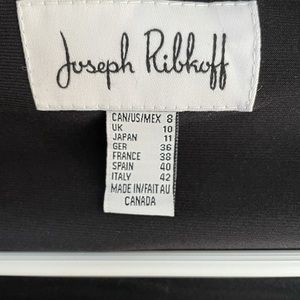 Joseph Ribkoff
CAN/US/MEX 8
UK 10
JAPAN 11
GER 36
FRANCE 38
SPAIN 40
ITALY 42
MADE IN/FAIT AU
CANADA